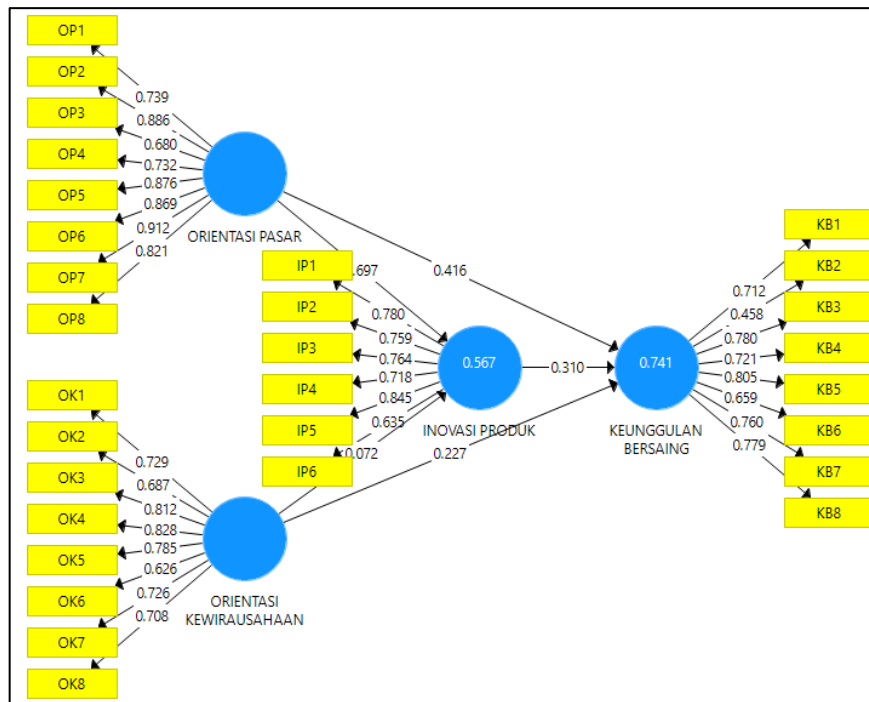 OP1
OP2
OP3
OP4
OP5
OP6
OP7
OP8
0.739
0.886
0.680
0.732
0.876
0.869
0.912
0.821
ORIENTASI PASAR
OK1
OK2
OK3
OK4
OK5
OK6
OK7
OK8
0.729
0.687
0.812
0.828
0.785
0.626
0.726
0.708
ORIENTASI
KEWIRAUSAHAAN
IP1
IP2
IP3
IP4
IP5
IP6
.697
0.780
0.759
0.764
0.718
0.845
0.635
0.072
0.567
INOVASI PRODUK
0.416
0.310
0.227
0.741
KEUNGGULAN
BERSAING
0.712
0.458
0.780
0.721
0.805
0.659
0.760
0.779
KB1
KB2
KB3
KB4
KB5
KB6
KB7
KB8